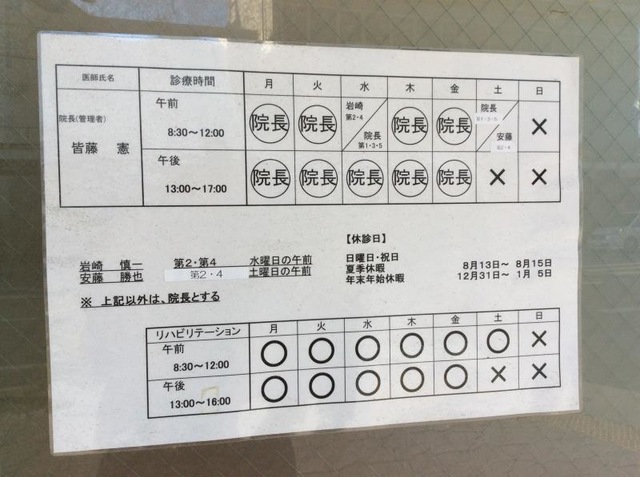 医師氏名 診療時間 月 火 水 木 金 土 日
院長(管理者)
皆藤 憲
午前
8:30～12:00
院長 院長 岩崎 第2・4 院長 第1・3・5 院長 院長 院長 第1・3・5 安藤 第2・4 ×
午後
13:00～17:00
院長 院長 院長 院長 院長 × ×
岩崎 慎一 第2・第4 水曜日の午前
安藤 勝也 第2・4 土曜日の午前
※ 上記以外は、院長とする
【休診日】
日曜日・祝日
夏季休暇 8月13日～ 8月15日
年末年始休暇 12月31日～ 1月 5日
リハビリテーション 月 火 水 木 金 土 日
午前
8:30～12:00
○ ○ ○ ○ ○ ○ ×
午後
13:00～16:00
○ ○ ○ ○ ○ × ×